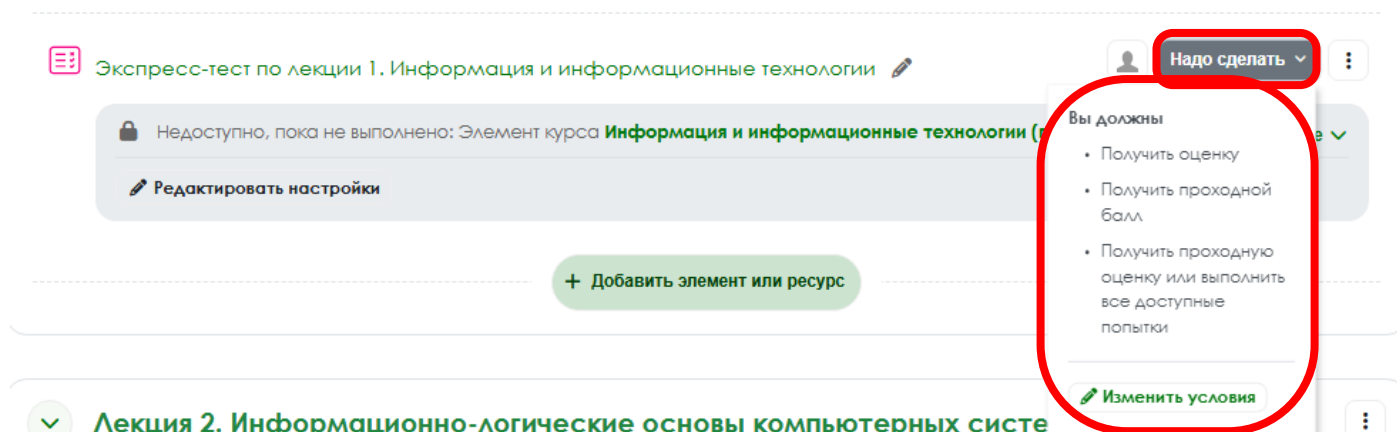 Экспресс-тест по лекции 1. Информация и информационные технологии
Надо сделать
Недоступно, пока не выполнено: Элемент курса Информация и информационные технологии (
Редактировать настройки
Вы должны
• Получить оценку
• Получить проходной
балл
• Получить проходную
оценку или выполнить
все доступные
попытки
Изменить условия
+ Добавить элемент или ресурс
Лекция 2. Информационно-логические основы компьютерных систе